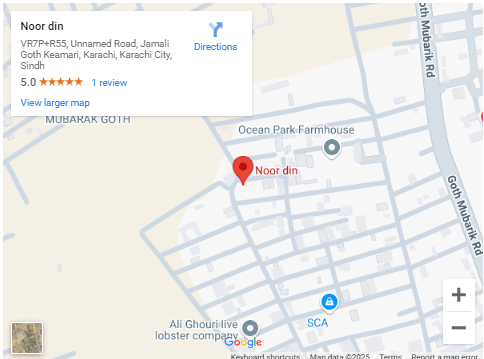 Noor din
VR7P+R55, Unnamed Road, Jamali
Goth Keamari, Karachi, Karachi City,
Sindh
Directions
5.0
1 review
View larger map
MUBARAK GOTH
Goth Mubarik Rd
Ocean Park Farmhouse
Noor din
Goth Mubarik Rd
SCA
Ali Ghouri live
lobster company
Google
Keyboard shortcuts
Map data ©2025
Terms
Report a map error